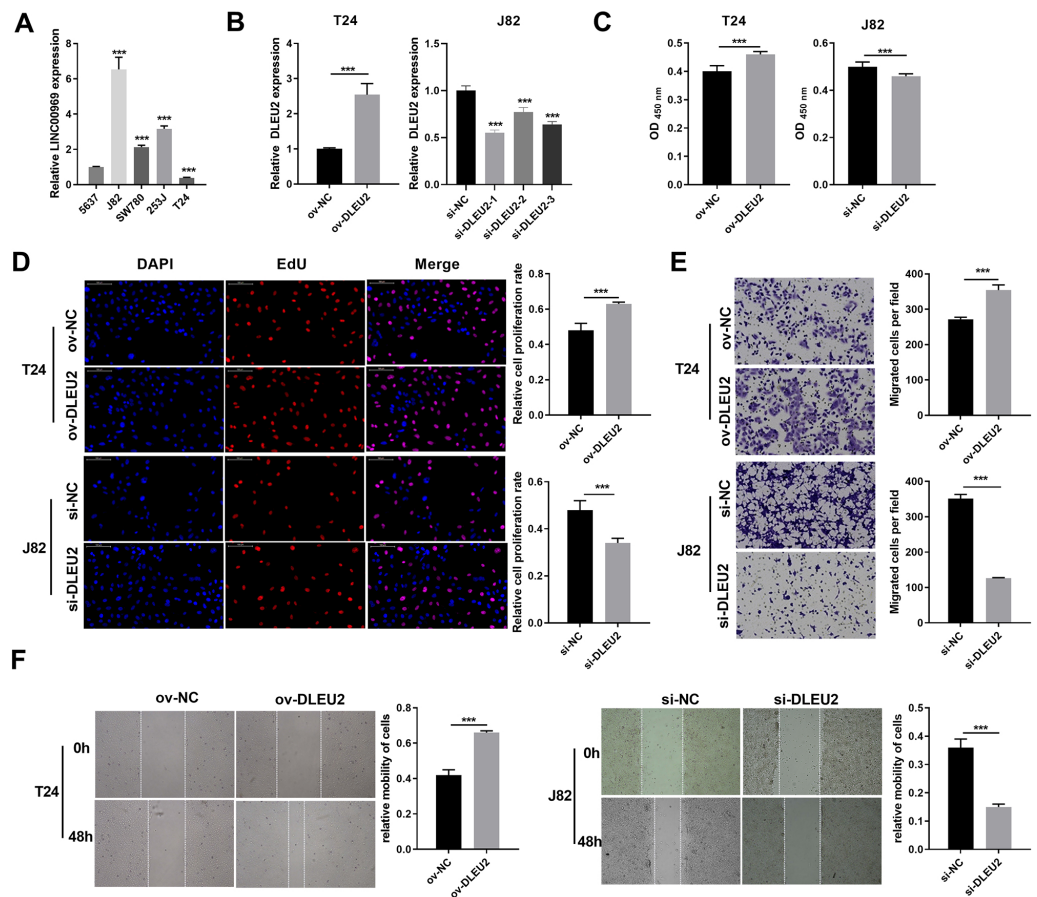 A
Relative LINC00969 expression
8
6
4
2
0
***
***
***
***
5637
J82
SW780
253J
T24
B
T24
Relative DLEU2 expression
4
3
2
1
0
***
ov-NC
ov-DLEU2
J82
Relative DLEU2 expression
1.5
1.0
0.5
0.0
***
***
***
si-NC
si-DLEU2-1
si-DLEU2-2
si-DLEU2-3
C
T24
OD 450 nm
0.5
0.4
0.3
0.2
0.1
0.0
***
ov-NC
ov-DLEU2
J82
OD 450 nm
0.6
0.4
0.2
0.0
***
si-NC
si-DLEU2
D
DAPI
EdU
Merge
T24
ov-NC
ov-DLEU2
J82
si-NC
si-DLEU2
Relative cell proliferation rate
0.8
0.6
0.4
0.2
0.0
***
ov-NC
ov-DLEU2
Relative cell proliferation rate
0.6
0.4
0.2
0.0
***
si-NC
si-DLEU2
E
T24
ov-NC
ov-DLEU2
J82
si-NC
si-DLEU2
Migrated cells per field
400
300
200
100
0
***
ov-NC
ov-DLEU2
Migrated cells per field
400
300
200
100
0
***
si-NC
si-DLEU2
F
ov-NC
ov-DLEU2
T24
0h
48h
relative mobility of cells
0.8
0.6
0.4
0.2
0.0
***
ov-NC
ov-DLEU2
si-NC
si-DLEU2
J82
0h
48h
relative mobility of cells
0.5
0.4
0.3
0.2
0.1
0.0
***
si-NC
si-DLEU2